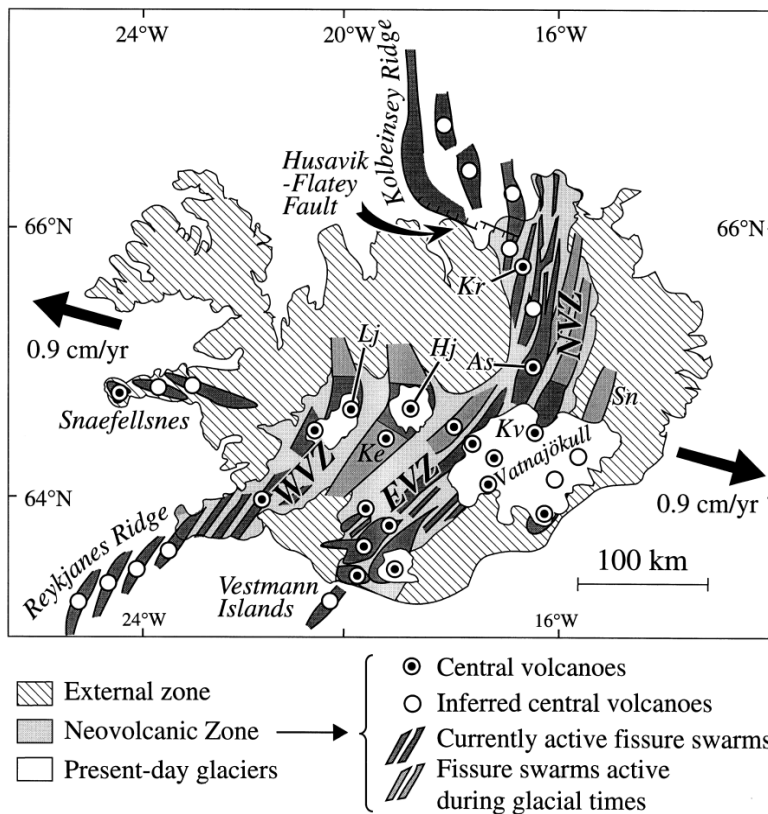 24°W 20°W 16°W
Kolbeinsey Ridge
Husavik
-Flatey
Fault
66°N 66°N
Kr
NVZ
0.9 cm/yr
Lj
Hj
As
Snaefellsnes
Sn
Ke
Kv
Vatnajökull
WVZ
EVZ
64°N
0.9 cm/yr
Reykjanes Ridge
100 km
Vestmann
Islands
24°W 16°W
External zone
Neovolcanic Zone
Present-day glaciers
Central volcanoes
Inferred central volcanoes
Currently active fissure swarms
Fissure swarms active
during glacial times